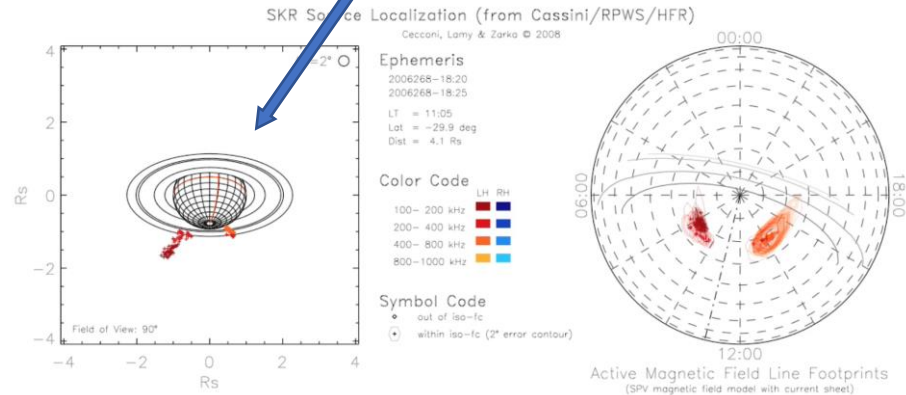 SKR So ce Localization (from Cassini/RPWS/HFR)
Cecconi, Lamy & Zarka © 2008
=2°
Field of View: 90°
4
2
0
-2
-4
-4 -2 0 2 4
Rs
Rs
Ephemeris
2006268-18:20
2006268-18:25
LT = 11:05
Lat = -29.9 deg
Dist = 4.1 Rs
Color Code
LH RH
100- 200 kHz
200- 400 kHz
400- 800 kHz
800-1000 kHz
Symbol Code
out of iso-fc
within iso-fc (2° error contour)
00:00
06:00
18:00
12:00
Active Magnetic Field Line Footprints
(SPV magnetic field model with current sheet)